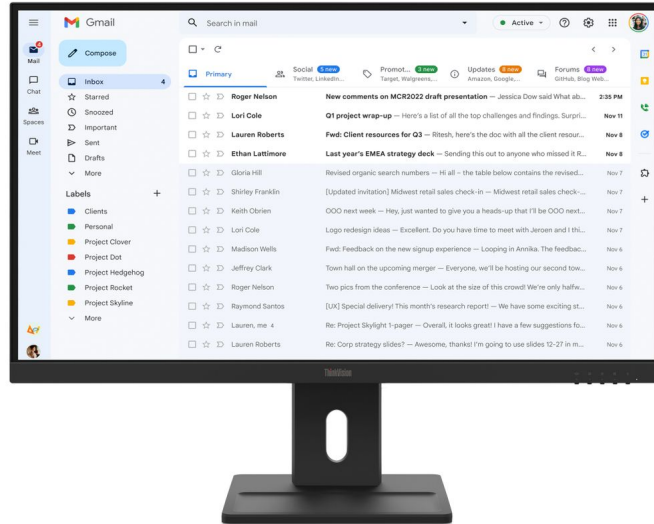 Gmail
Search in mail
Active
4
Mail
Chat
Spaces
Meet
Compose
Inbox 4
Starred
Snoozed
Important
Sent
Drafts
More
Labels +
Clients
Personal
Project Clover
Project Dot
Project Hedgehog
Project Rocket
Project Skyline
More
Primary
Social 5 new
Twitter, LinkedIn...
Promot... 3 new
Target, Walgreens,...
Updates 8 new
Amazon, Google,...
Forums 8 new
GitHub, Blog Web...
Roger Nelson New comments on MCR2022 draft presentation — Jessica Dow said What ab... 2:35 PM
Lori Cole Q1 project wrap-up — Here's a list of all the top challenges and findings. Surpri... Nov 11
Lauren Roberts Fwd: Client resources for Q3 — Ritesh, here's the doc with all the client resour... Nov 8
Ethan Lattimore Last year's EMEA strategy deck — Sending this out to anyone who missed it R... Nov 8
Gloria Hill Revised organic search numbers — Hi all – the table below contains the revised... Nov 7
Shirley Franklin [Updated invitation] Midwest retail sales check-in — Midwest retail sales check-... Nov 7
Keith Obrien OOO next week — Hey, just wanted to give you a heads-up that I'll be OOO next... Nov 7
Lori Cole Logo redesign ideas — Excellent. Do you have time to meet with Jeroen and I thi... Nov 7
Madison Wells Fwd: Feedback on the new signup experience — Looping in Annika. The feedbac... Nov 6
Jeffrey Clark Town hall on the upcoming merger — Everyone, we'll be hosting our second tow... Nov 6
Roger Nelson Two pics from the conference — Look at the size of this crowd! We're only halfw... Nov 6
Raymond Santos [UX] Special delivery! This month's research report! — We have some exciting st... Nov 6
Lauren, me 4 Re: Project Skylight 1-pager — Overall, it looks great! I have a few suggestions fo... Nov 6
Lauren Roberts Re: Corp strategy slides? — Awesome, thanks! I'm going to use slides 12-27 in m... Nov 6
ThinkVision